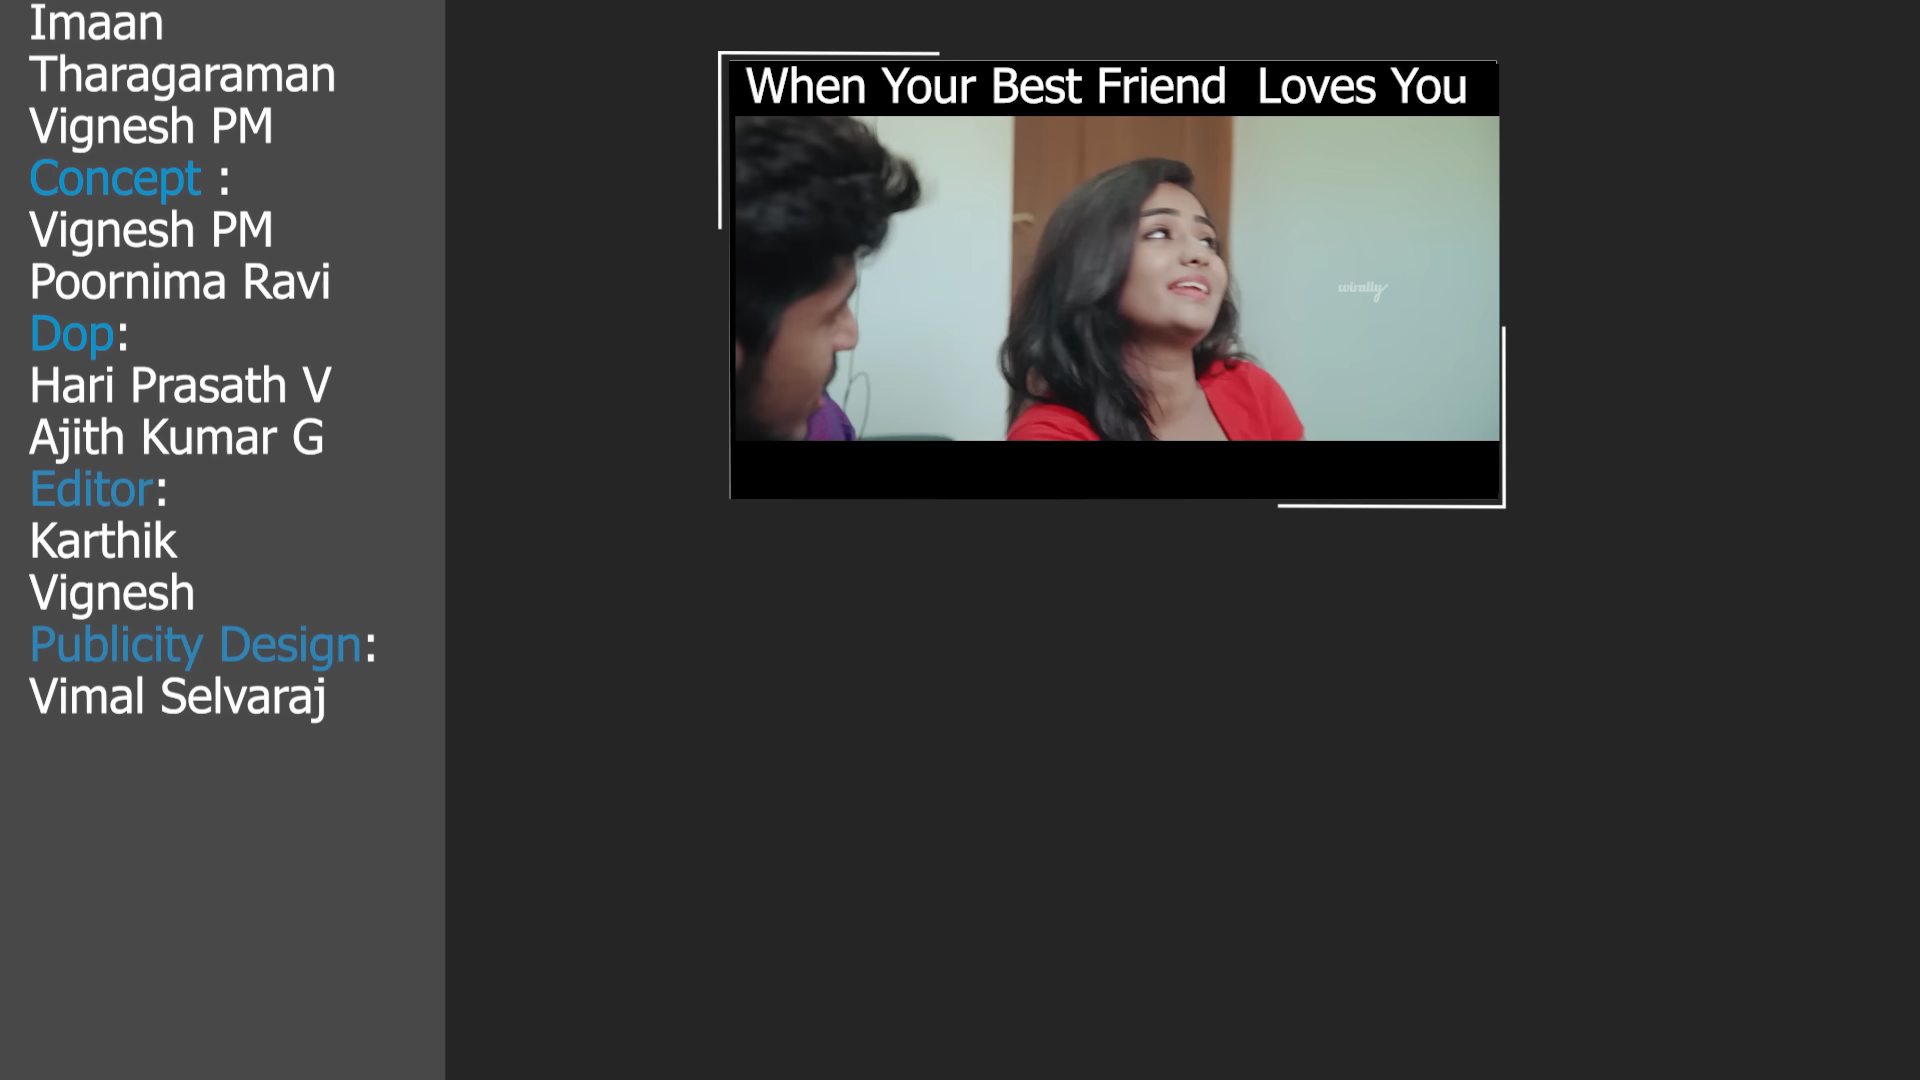 Imaan
Tharagaraman
Vignesh PM
Concept :
Vignesh PM
Poornima Ravi
Dop:
Hari Prasath V
Ajith Kumar G
Editor:
Karthik
Vignesh
Publicity Design:
Vimal Selvaraj
When Your Best Friend Loves You
wirally